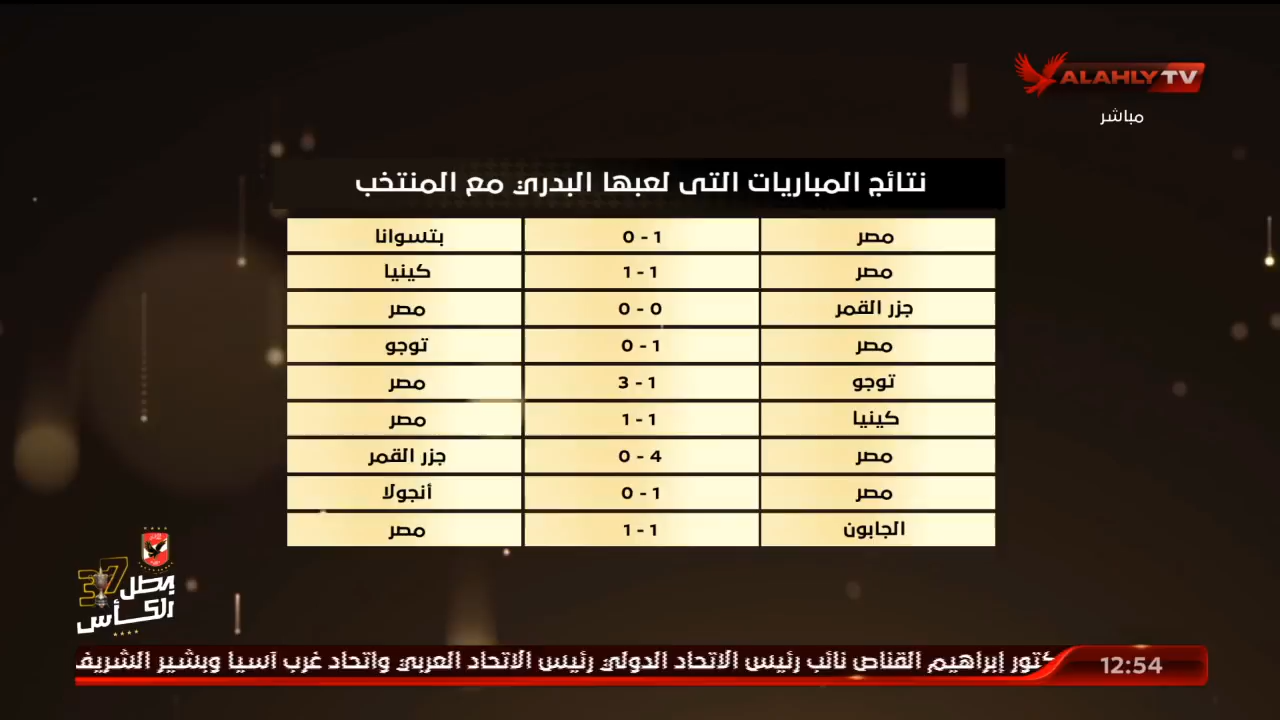 ALAHLY TV
مباشر
نتائج المباريات التى لعبها البدري مع المنتخب
مصر 1 - 0 بتسوانا
مصر 1 - 1 كينيا
جزر القمر 0 - 0 مصر
مصر 1 - 0 توجو
توجو 1 - 3 مصر
كينيا 1 - 1 مصر
مصر 4 - 0 جزر القمر
مصر 1 - 0 أنجولا
الجابون 1 - 1 مصر
37 بطل
الكأس
12:54
كتور إبراهيم القناص نائب رئيس الاتحاد الدولي رئيس الاتحاد العربي واتحاد غرب آسيا وبشير الشريف